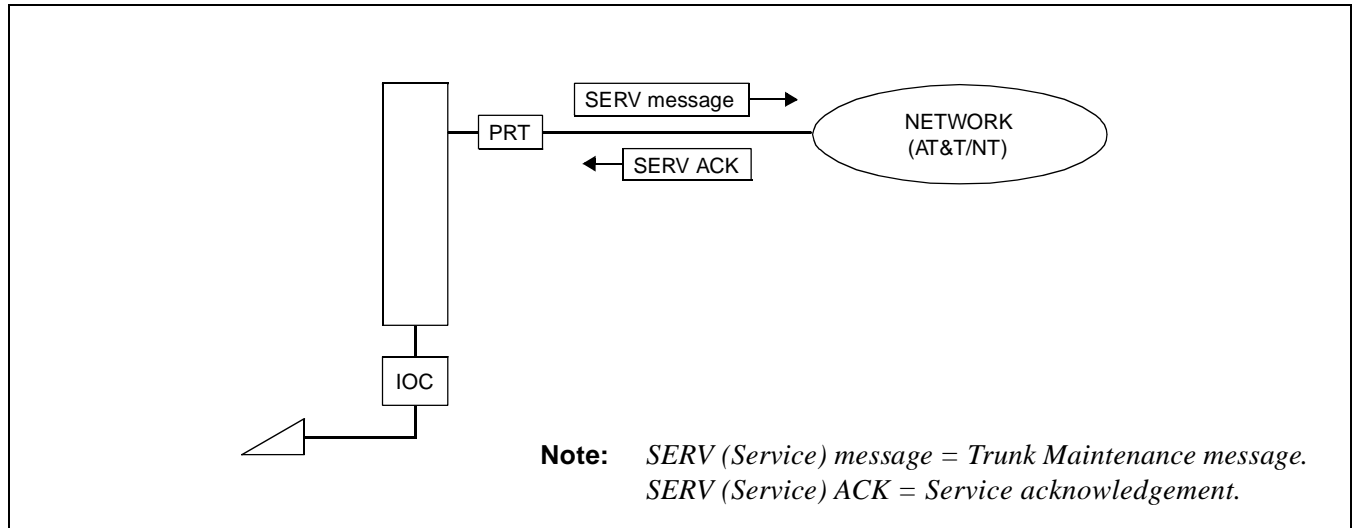 SERV message
PRT
NETWORK
(AT&T/NT)
SERV ACK
IOC
Note: SERV (Service) message = Trunk Maintenance message.
SERV (Service) ACK = Service acknowledgement.